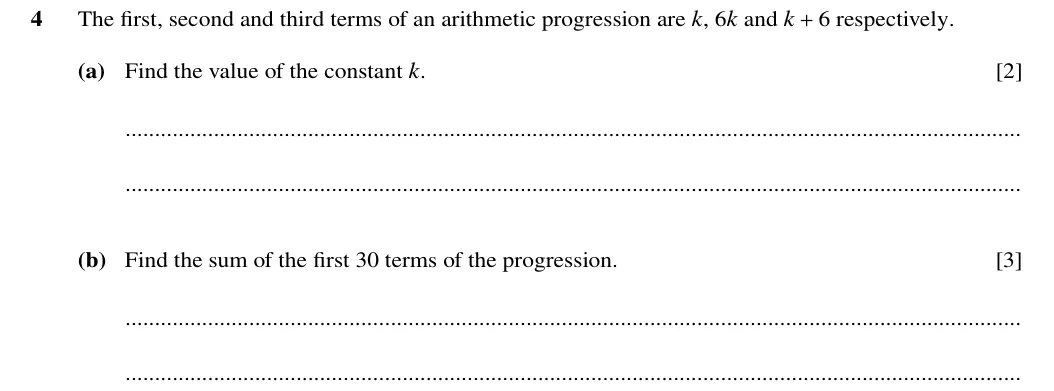 4 The first, second and third terms of an arithmetic progression are k, 6k and k + 6 respectively.
(a) Find the value of the constant k. [2]
(b) Find the sum of the first 30 terms of the progression. [3]